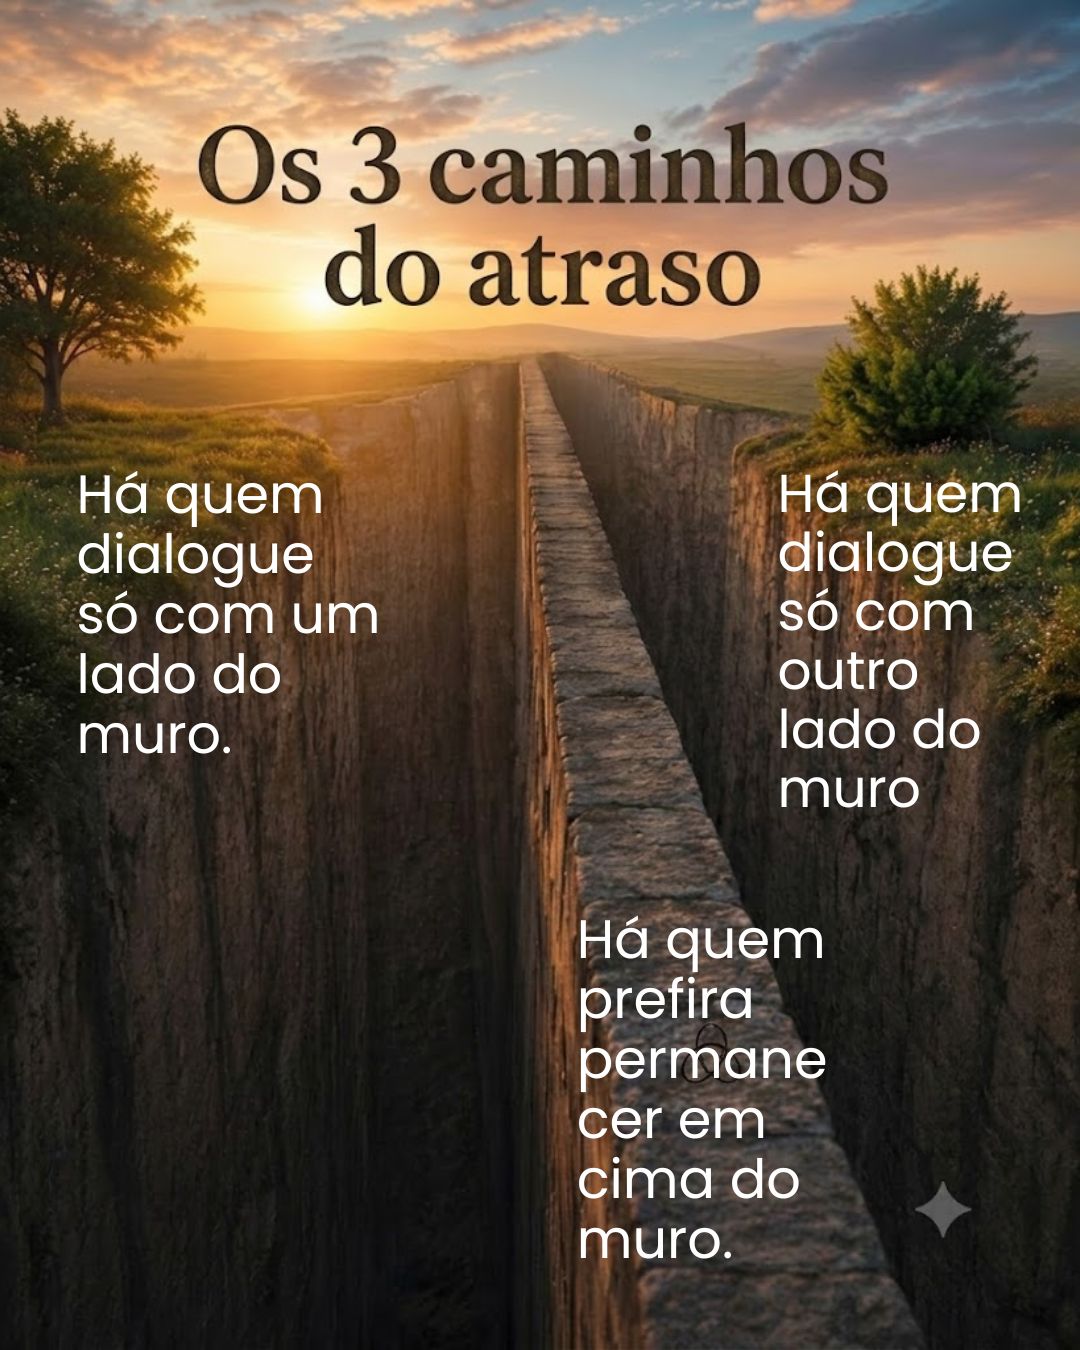 Os 3 caminhos
do atraso
Há quem
dialogue
só com um
lado do
muro.
Há quem
dialogue
só com
outro
lado do
muro
Há quem
prefira
permane
cer em
cima do
muro.